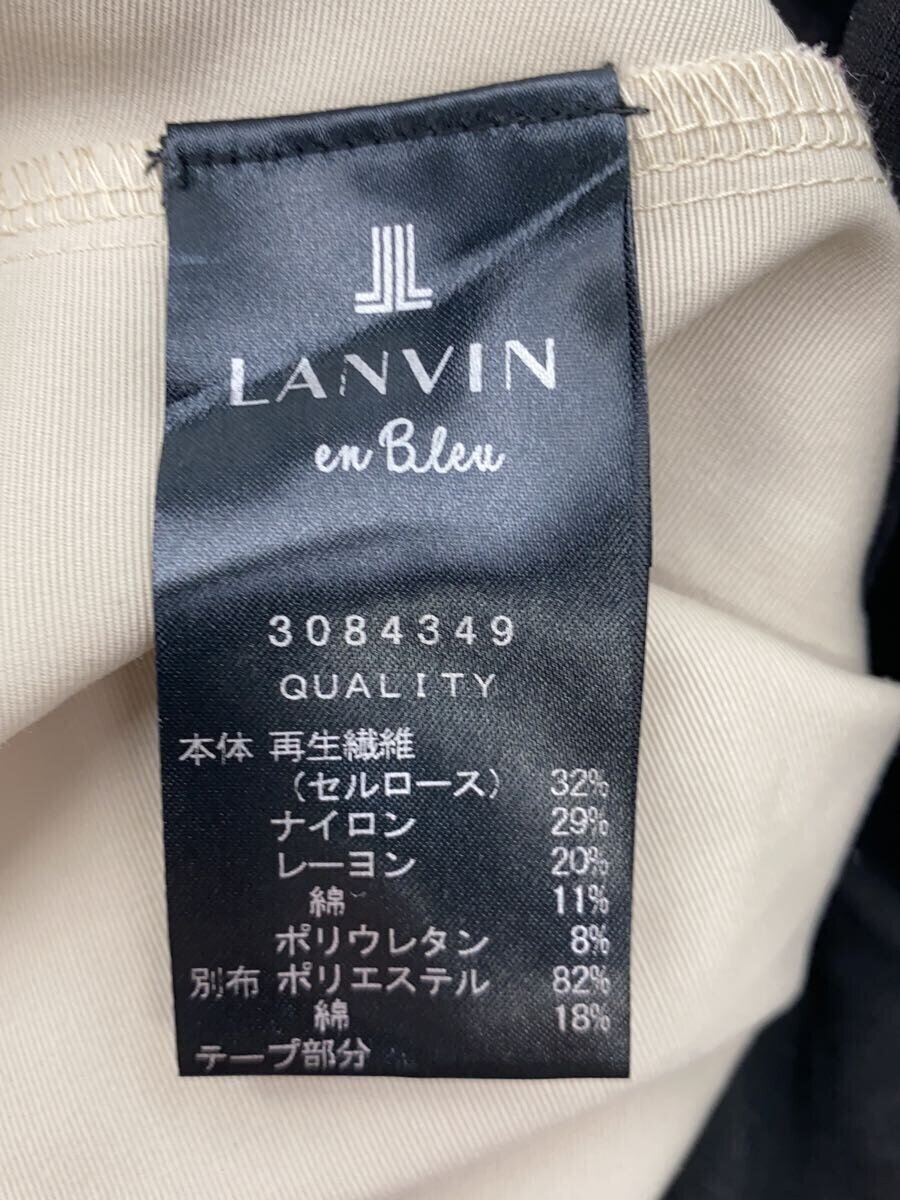 LANVIN
en Bleu
3084349
QUALITY
本体 再生繊維
(セルロース) 32%
ナイロン 29%
レーヨン 20%
綿 11%
ポリウレタン 8%
別布 ポリエステル 82%
綿 18%
テープ部分